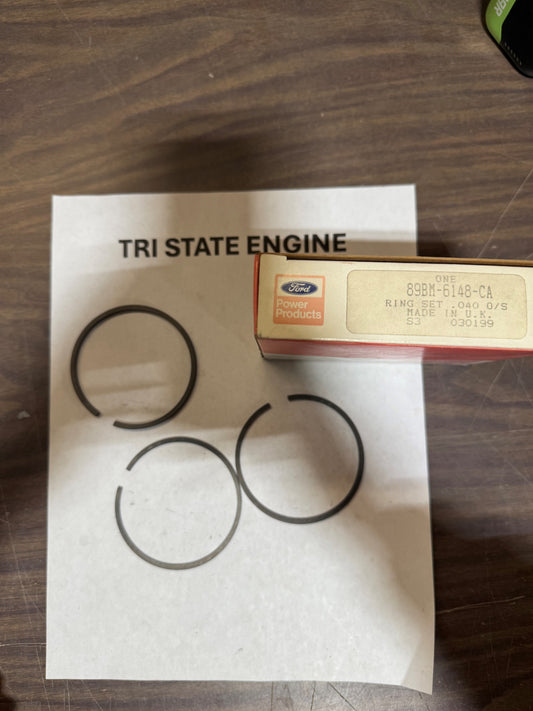 TRI STATE ENGINE
Ford
Power
Products
ONE
89BM-6148-CA
RING SET .040 O/S
MADE IN U.K.
S3 030199